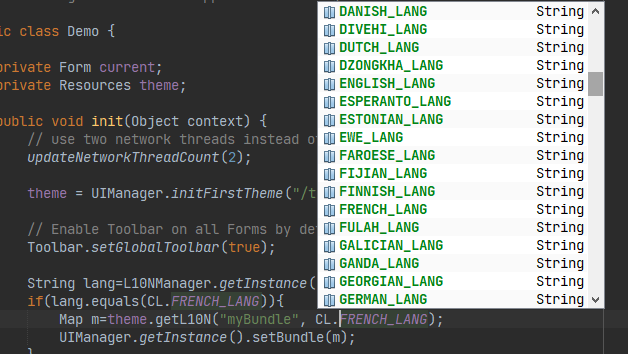 ic class Demo {
private Form current;
private Resources theme;
public void init(Object context) {
// use two network threads instead of
updateNetworkThreadCount(2);
theme = UIManager.initFirstTheme("/t
// Enable Toolbar on all Forms by de
Toolbar.setGlobalToolbar(true);
String lang=L10NManager.getInstance(
if(lang.equals(CL.FRENCH_LANG)){
Map m=theme.getL10N("myBundle", CL.FRENCH_LANG);
UIManager.getInstance().setBundle(m);
}
DANISH_LANG String
DIVEHI_LANG String
DUTCH_LANG String
DZONGKHA_LANG String
ENGLISH_LANG String
ESPERANTO_LANG String
ESTONIAN_LANG String
EWE_LANG String
FAROESE_LANG String
FIJIAN_LANG String
FINNISH_LANG String
FRENCH_LANG String
FULAH_LANG String
GALICIAN_LANG String
GANDA_LANG String
GEORGIAN_LANG String
GERMAN_LANG String